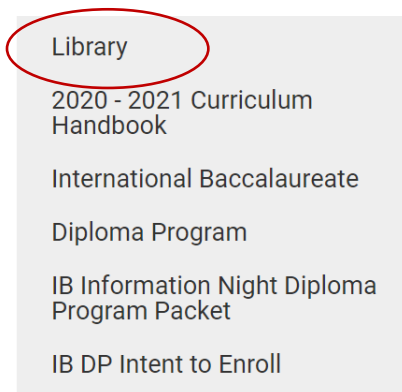 Library
2020 - 2021 Curriculum
Handbook
International Baccalaureate
Diploma Program
IB Information Night Diploma
Program Packet
IB DP Intent to Enroll